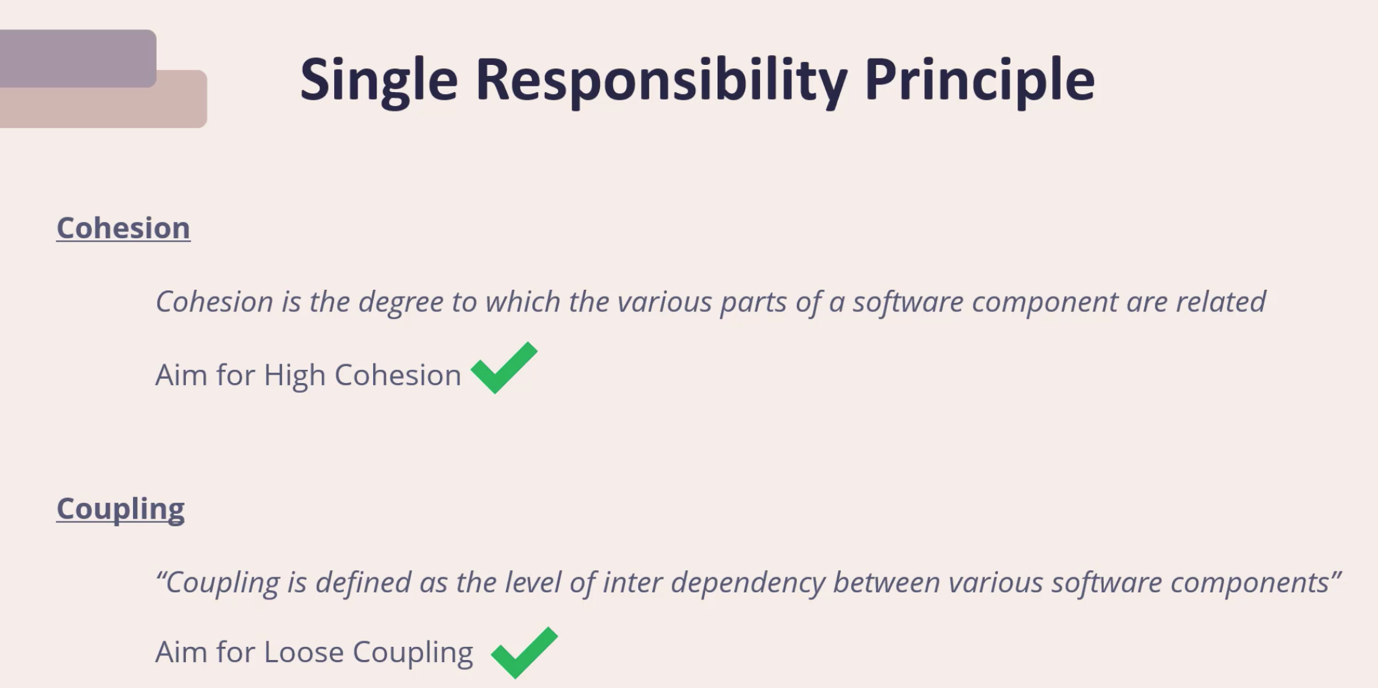 Single Responsibility Principle
Cohesion
Cohesion is the degree to which the various parts of a software component are related
Aim for High Cohesion
Coupling
“Coupling is defined as the level of inter dependency between various software components”
Aim for Loose Coupling